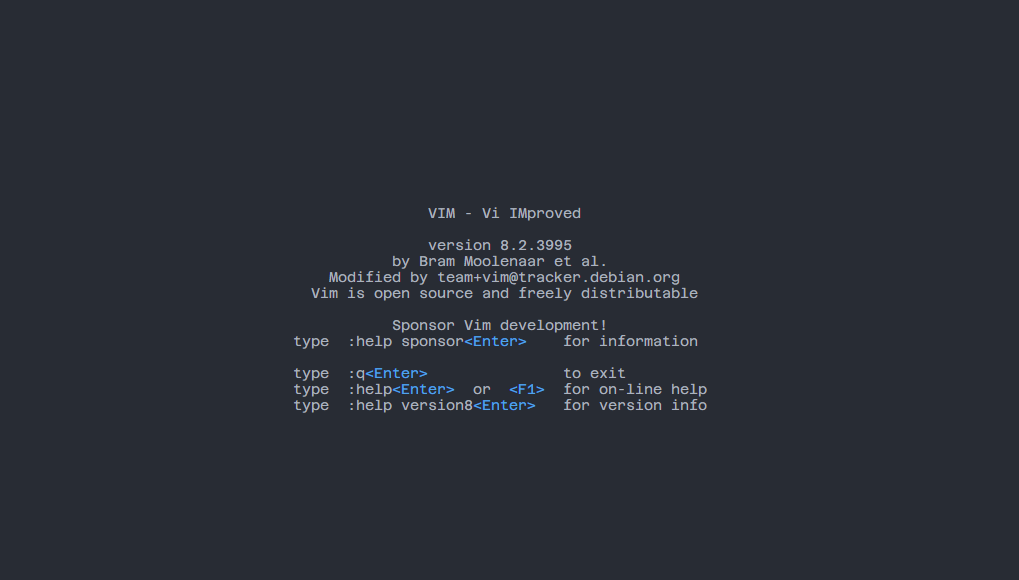 VIM - Vi IMproved
version 8.2.3995
by Bram Moolenaar et al.
Modified by team+vim@tracker.debian.org
Vim is open source and freely distributable
Sponsor Vim development!
type  :help sponsor<Enter>    for information
type  :q<Enter>               to exit
type  :help<Enter>  or  <F1>  for on-line help
type  :help version8<Enter>   for version info